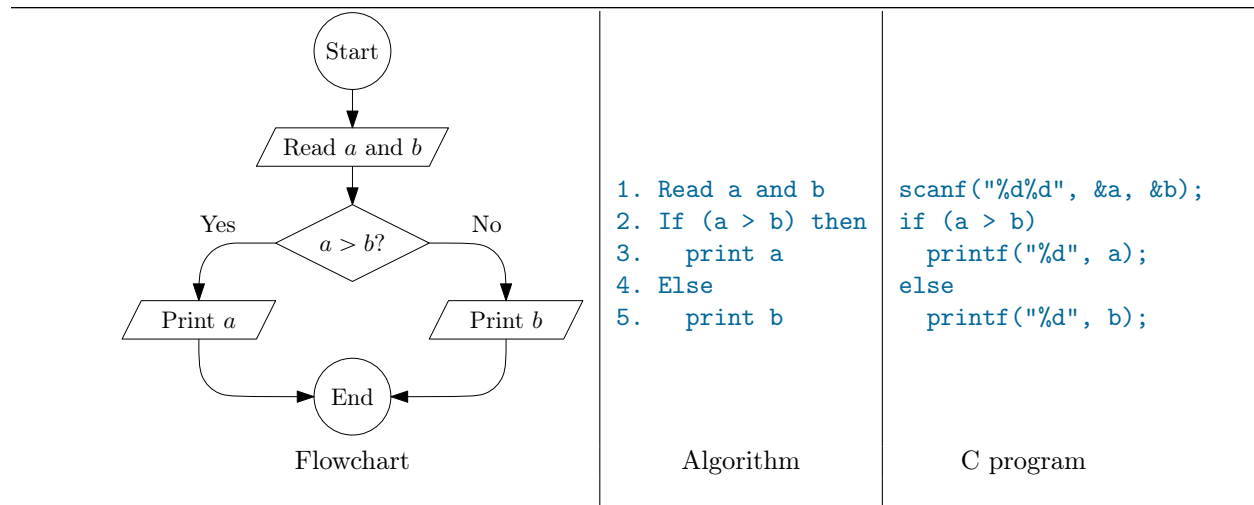 Start
Read a and b
Yes
a > b?
No
Print a
Print b
End
Flowchart
1. Read a and b
2. If (a > b) then
3.   print a
4. Else
5.   print b
Algorithm
scanf("%d%d", &a, &b);
if (a > b)
  printf("%d", a);
else
  printf("%d", b);
C program